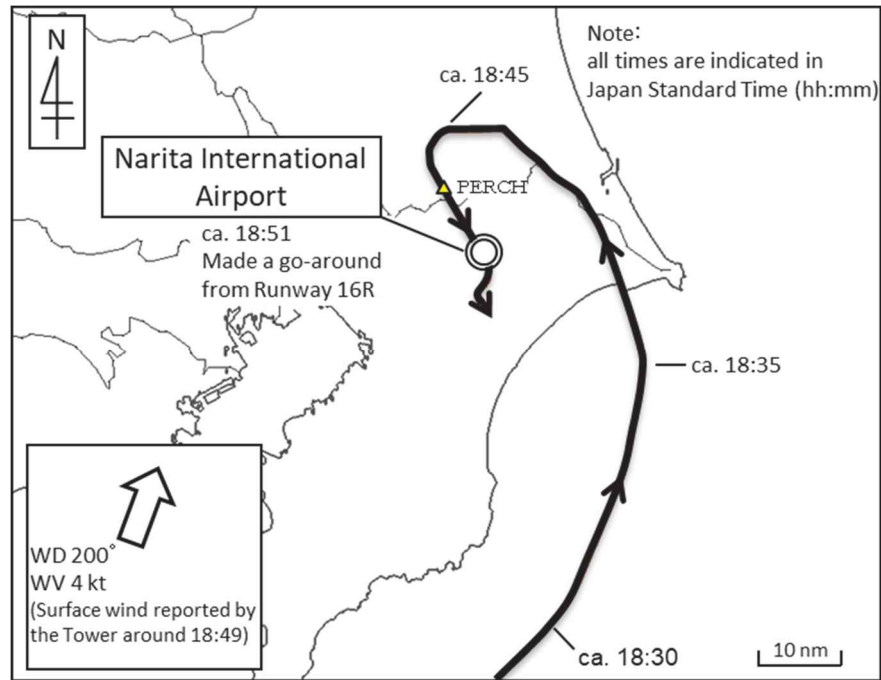 N
Note:
all times are indicated in
Japan Standard Time (hh:mm)
ca. 18:45
Narita International
Airport
PERCH
ca. 18:51
Made a go-around
from Runway 16R
ca. 18:35
WD 200°
WV 4 kt
(Surface wind reported by
the Tower around 18:49)
ca. 18:30
10 nm